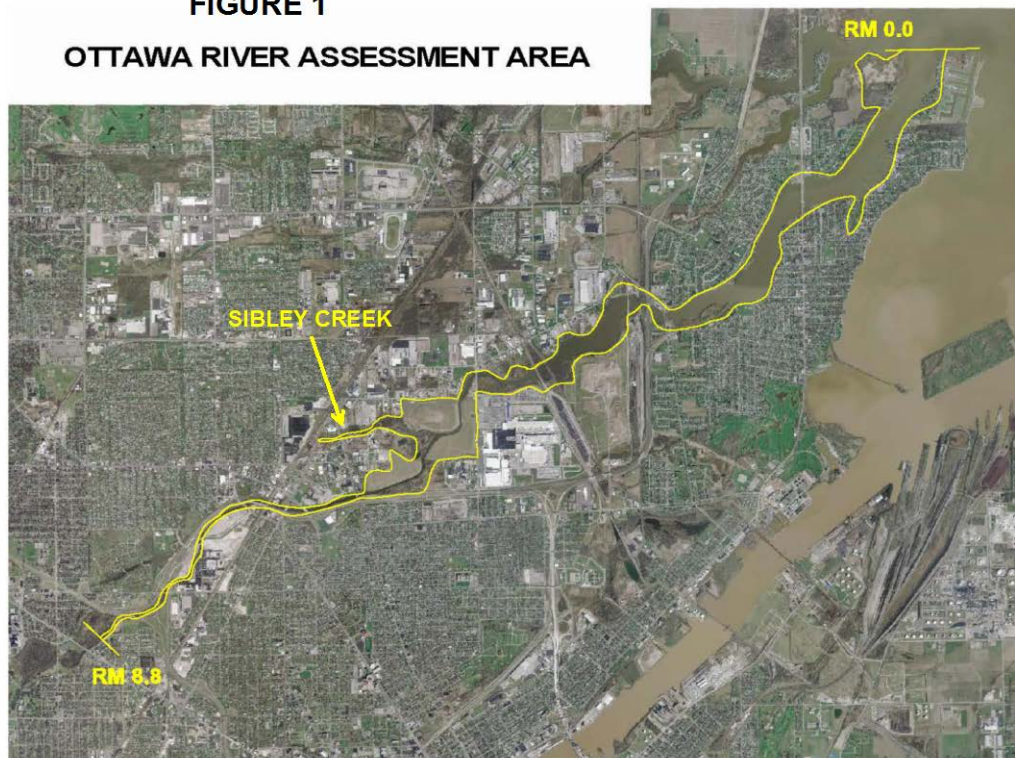 FIGURE 1
OTTAWA RIVER ASSESSMENT AREA
RM 0.0
SIBLEY CREEK
RM 8.8